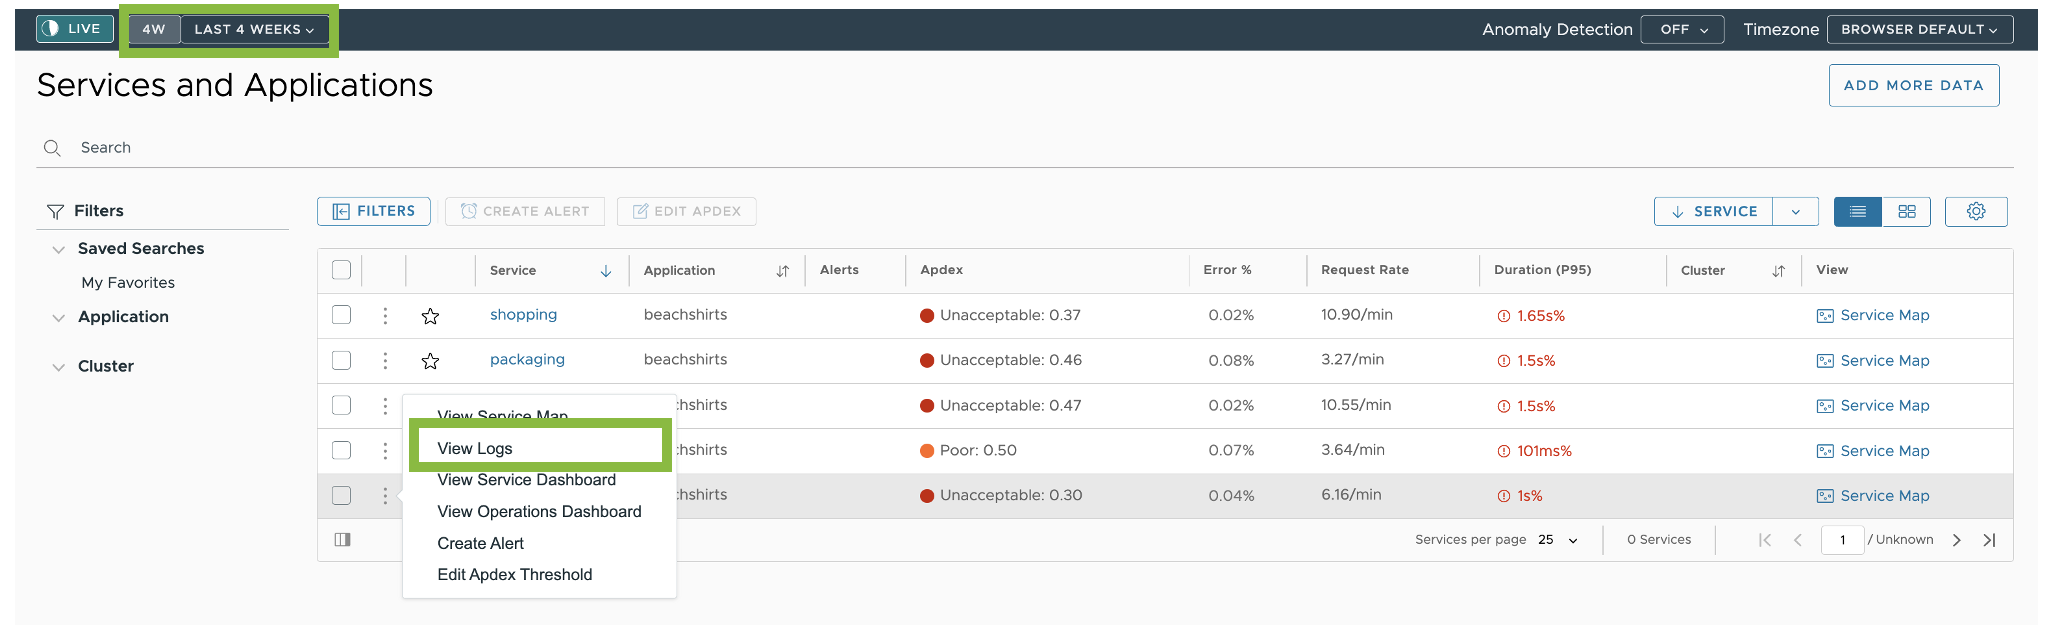 LIVE 4W LAST 4 WEEKS Anomaly Detection OFF Timezone BROWSER DEFAULT
Services and Applications
ADD MORE DATA
Search
Filters
Saved Searches
My Favorites
Application
Cluster
FILTERS CREATE ALERT EDIT APDEX SERVICE
Service Application Alerts Apdex Error % Request Rate Duration (P95) Cluster View
shopping beachshirts Unacceptable: 0.37 0.02% 10.90/min 1.65s% Service Map
packaging beachshirts Unacceptable: 0.46 0.08% 3.27/min 1.5s% Service Map
hshirts Unacceptable: 0.47 0.02% 10.55/min 1.5s% Service Map
hshirts Poor: 0.50 0.07% 3.64/min 101ms% Service Map
hshirts Unacceptable: 0.30 0.04% 6.16/min 1s% Service Map
View Service Map
View Logs
View Service Dashboard
View Operations Dashboard
Create Alert
Edit Apdex Threshold
Services per page 25 0 Services 1 / Unknown